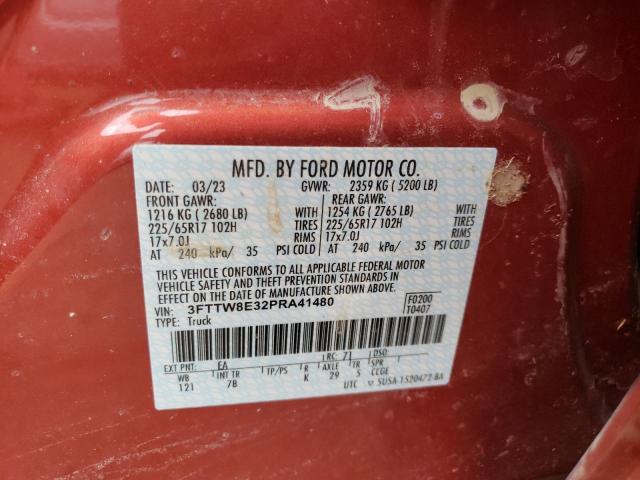 MFD. BY FORD MOTOR CO.
DATE: 03/23 GVWR: 2359 KG (5200 LB)
FRONT GAWR: REAR GAWR:
1216 KG (2680 LB) WITH 1254 KG (2765 LB) WITH
225/65R17 102H TIRES 225/65R17 102H TIRES
17x7.0J RIMS 17x7.0J RIMS
AT 240 kPa/ 35 PSI COLD AT 240 kPa/ 35 PSI COLD
THIS VEHICLE CONFORMS TO ALL APPLICABLE FEDERAL MOTOR
VEHICLE SAFETY AND THEFT PREVENTION STANDARDS IN
EFFECT ON THE DATE OF MANUFACTURE SHOWN ABOVE.
VIN: 3FTTW8E32PRA41480 F0200
TYPE: Truck T0407
EXT PNT: EA RC: 71 DSO:
WB INT TR TP/PS R AXLE TR SPR
121 7B K 29 5 CCGE
UTC 5U5A-1520472-BA